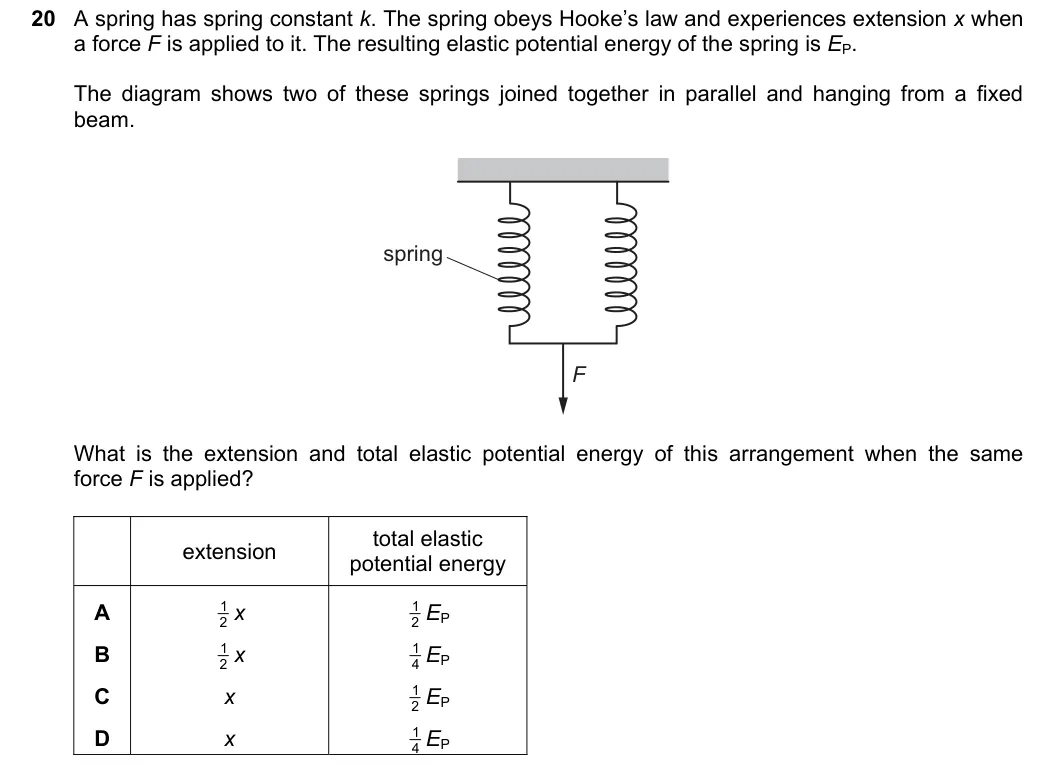 20 A spring has spring constant k. The spring obeys Hooke's law and experiences extension x when
a force F is applied to it. The resulting elastic potential energy of the spring is EP.
The diagram shows two of these springs joined together in parallel and hanging from a fixed
beam.
spring
F
What is the extension and total elastic potential energy of this arrangement when the same
force F is applied?
extension
total elastic
potential energy
A 1/2 x 1/2 EP
B 1/2 x 1/4 EP
C x 1/2 EP
D x 1/4 EP